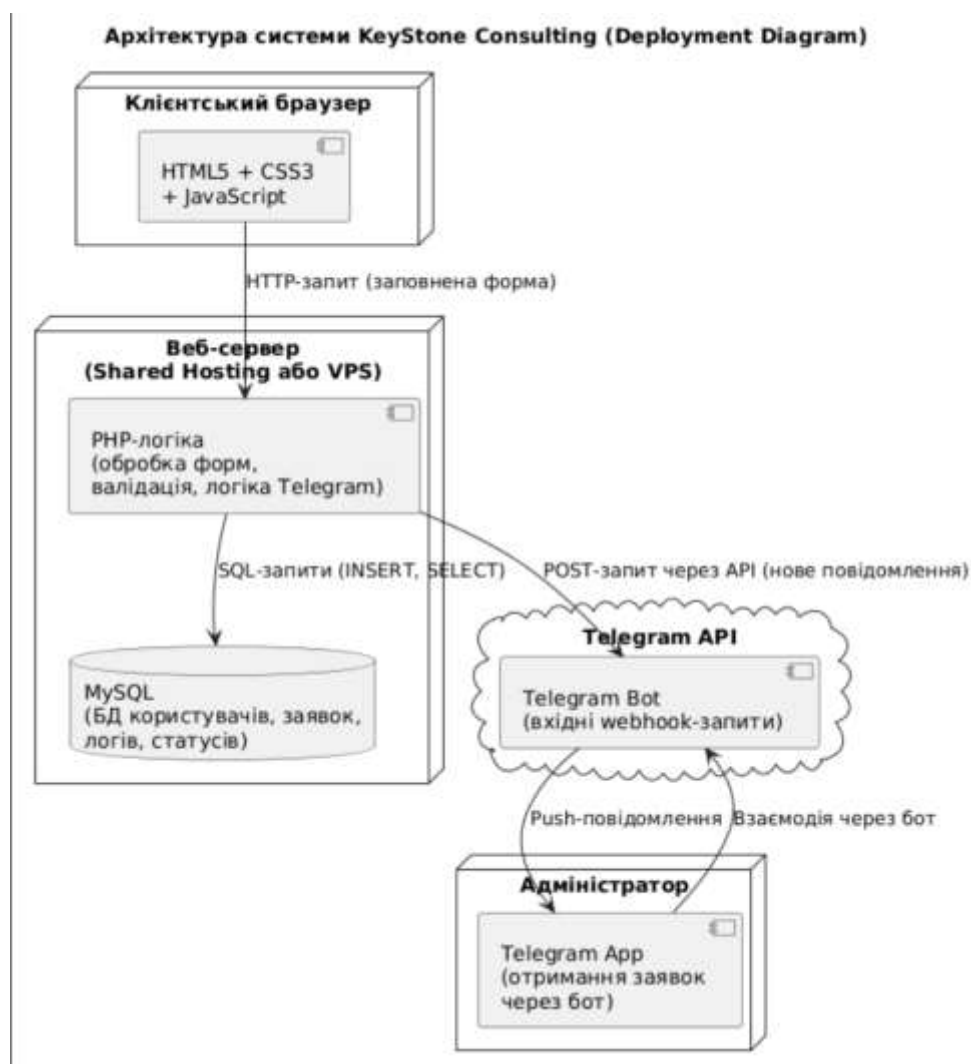 Архітектура системи KeyStone Consulting (Deployment Diagram)
Клієнтський браузер
HTML5 + CSS3
+ JavaScript
HTTP-запит (заповнена форма)
Веб-сервер
(Shared Hosting або VPS)
PHP-логіка
(обробка форм,
валідація, логіка Telegram)
SQL-запити (INSERT, SELECT)
POST-запит через API (нове повідомлення)
Telegram API
Telegram Bot
(вхідні webhook-запити)
MySQL
(БД користувачів, заявок,
логів, статусів)
Push-повідомлення
Взаємодія через бот
Адміністратор
Telegram App
(отримання заявок
через бот)